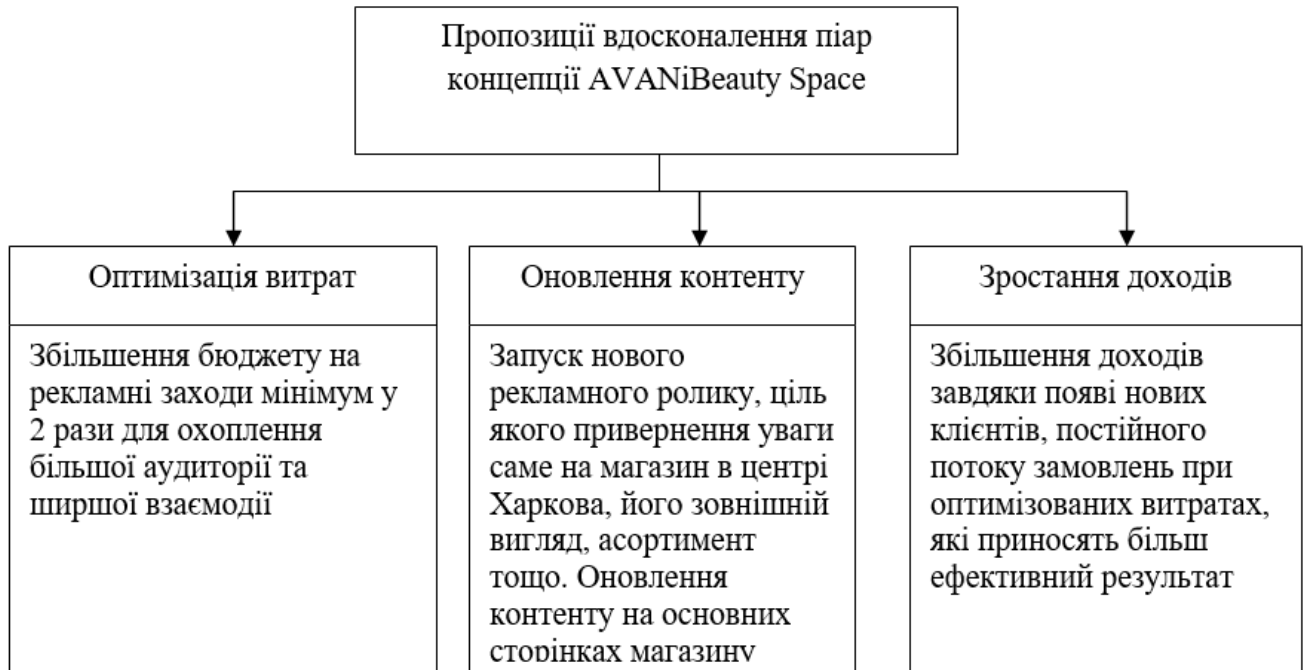 Пропозиції вдосконалення піар
концепції AVANiBeauty Space
Оптимізація витрат
Збільшення бюджету на
рекламні заходи мінімум у
2 рази для охоплення
більшої аудиторії та
ширшої взаємодії
Оновлення контенту
Запуск нового
рекламного ролику, ціль
якого привернення уваги
саме на магазин в центрі
Харкова, його зовнішній
вигляд, асортимент
тощо. Оновлення
контенту на основних
сторінках магазину
Зростання доходів
Збільшення доходів
завдяки появі нових
клієнтів, постійного
потоку замовлень при
оптимізованих витратах,
які приносять більш
ефективний результат